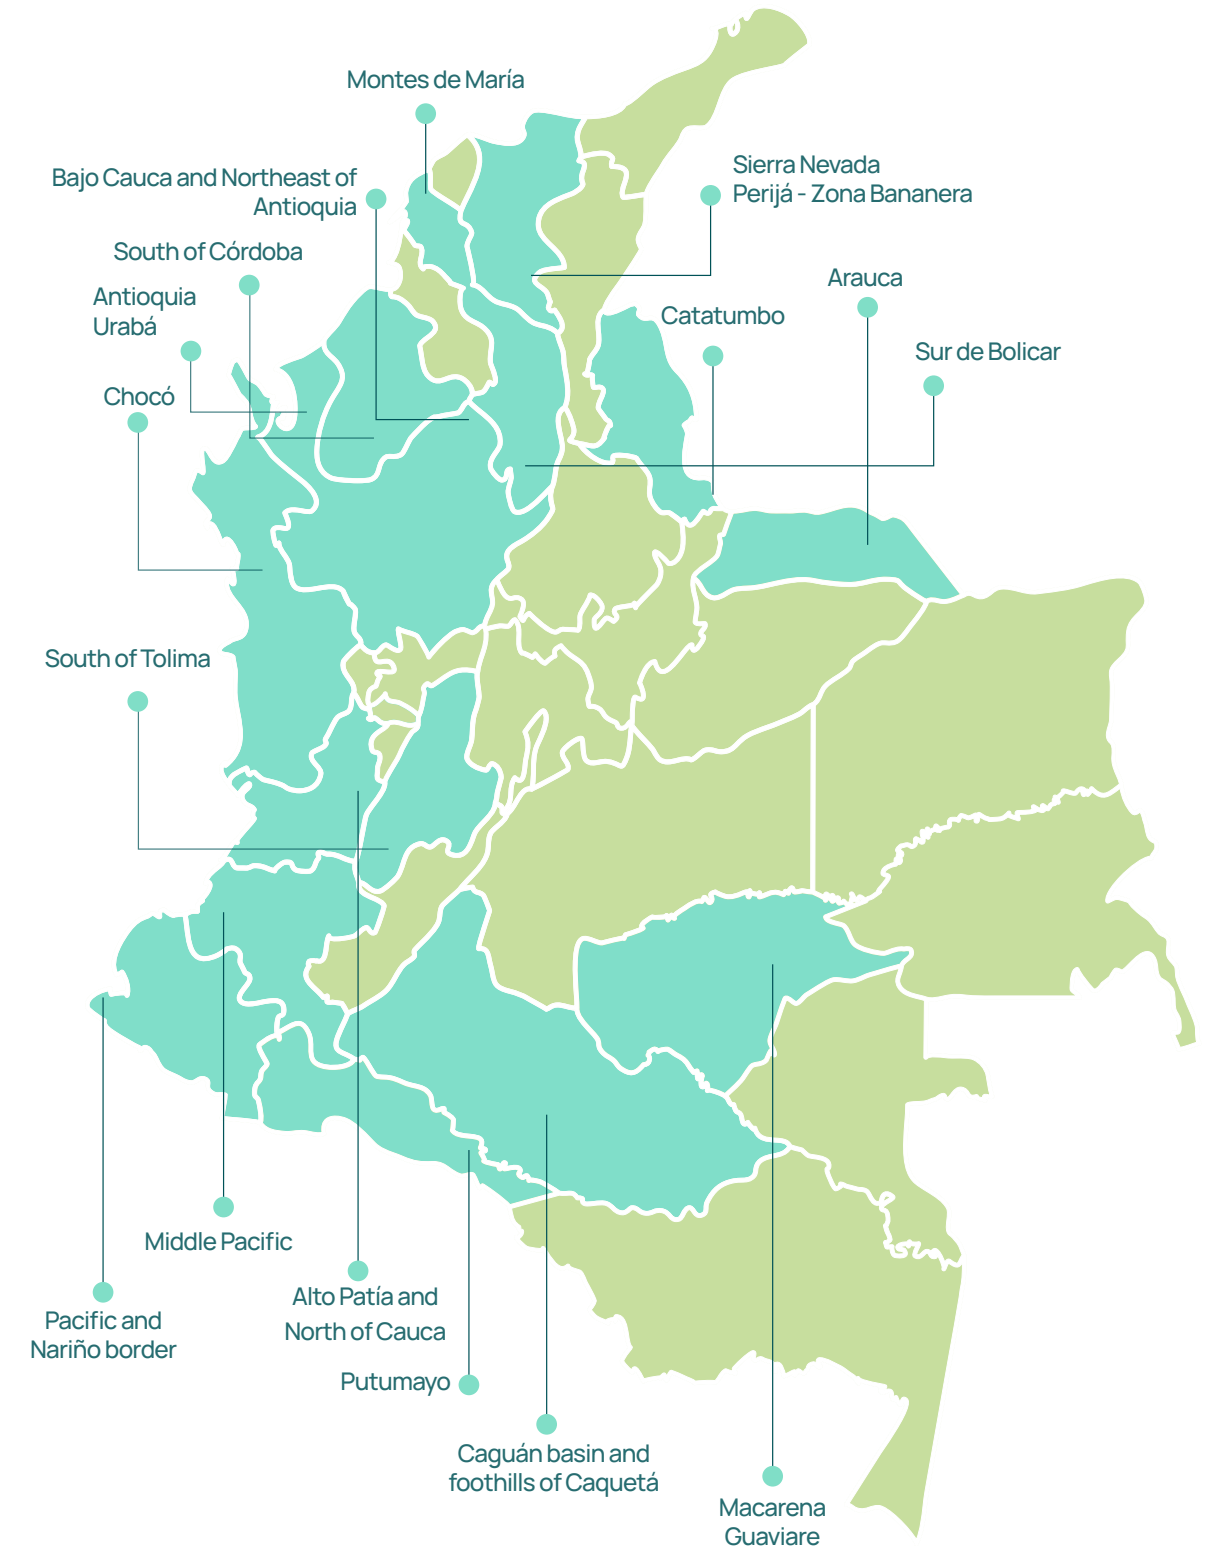 Montes de María
Bajo Cauca and Northeast of
Antioquia
Sierra Nevada
Perijá - Zona Bananera
South of Córdoba
Arauca
Antioquia
Urabá
Catatumbo
Sur de Bolicar
Chocó
South of Tolima
Middle Pacific
Alto Patía and
North of Cauca
Pacific and
Nariño border
Putumayo
Caguán basin and
foothills of Caquetá
Macarena
Guaviare